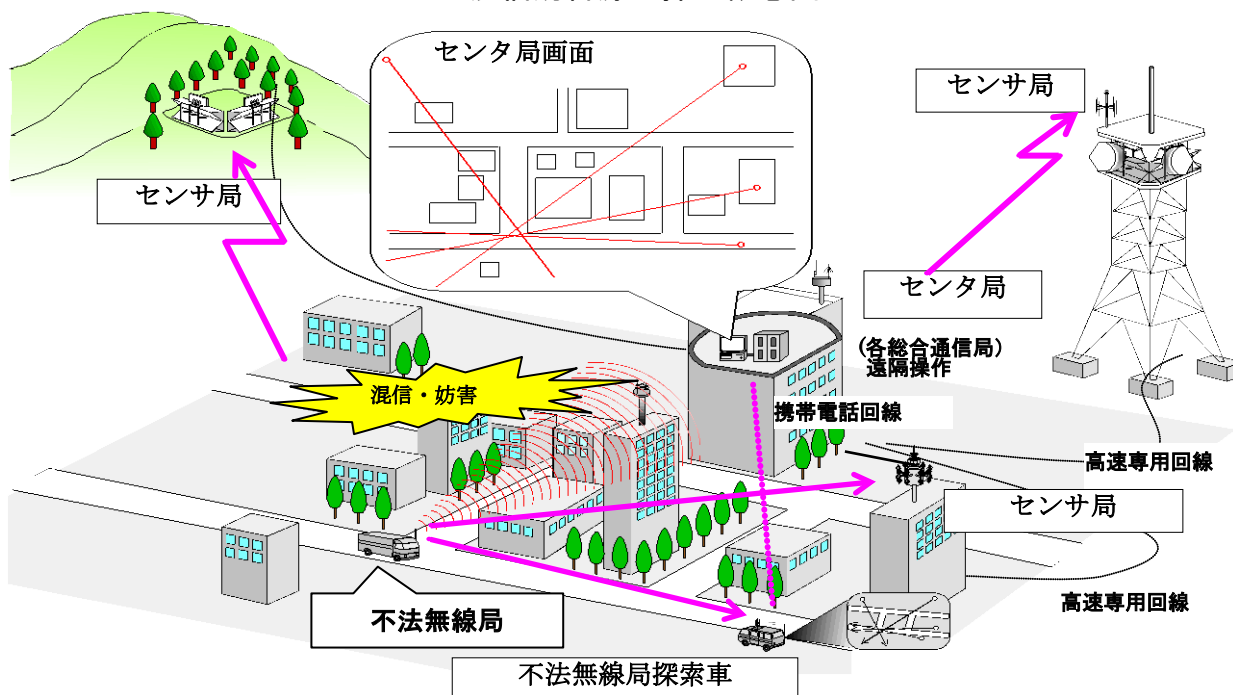 センタ局画面
センサ局
センサ局
センタ局
(各総合通信局)
遠隔操作
混信・妨害
携帯電話回線
高速専用回線
センサ局
高速専用回線
不法無線局
不法無線局探索車